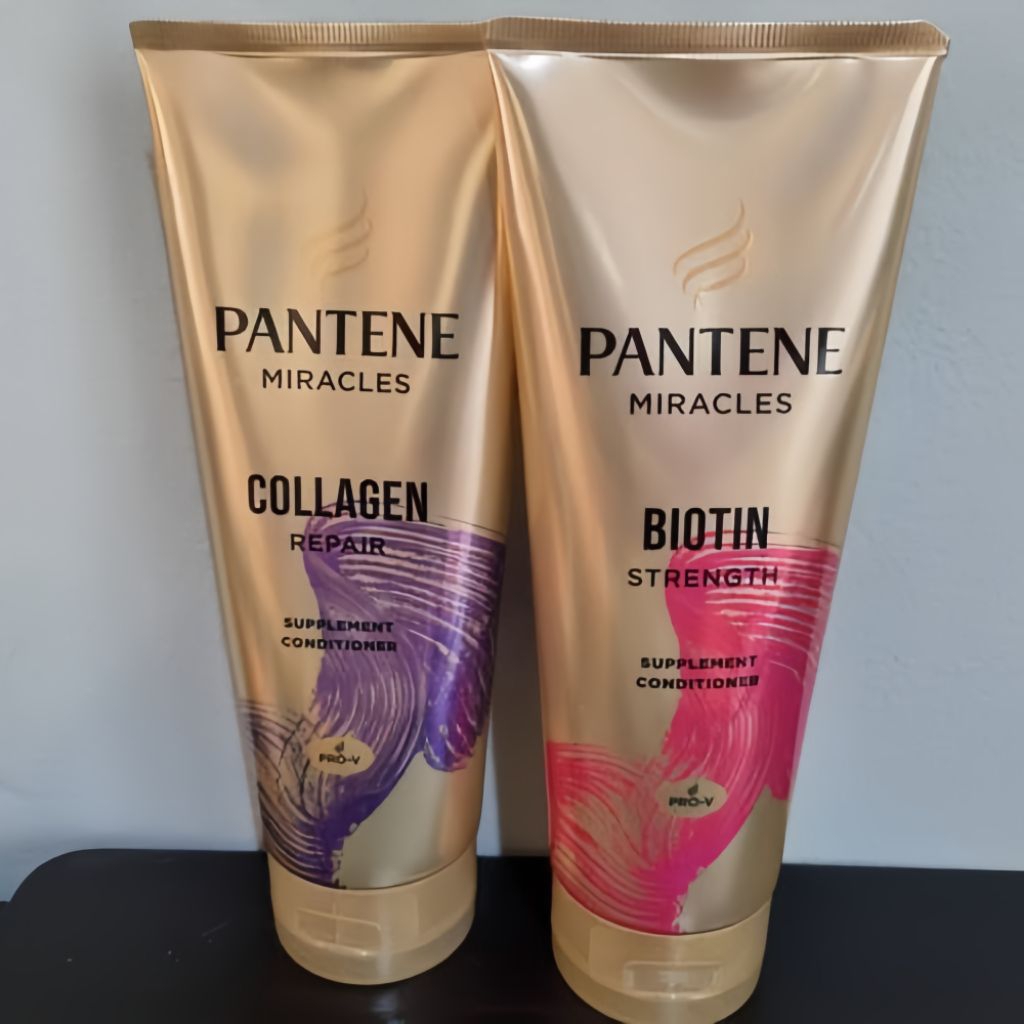 PANTENE
MIRACLES
COLLAGEN
REPAIR
SUPPLEMENT
CONDITIONER
PRO-V
PANTENE
MIRACLES
BIOTIN
STRENGTH
SUPPLEMENT
CONDITIONER
PRO-V